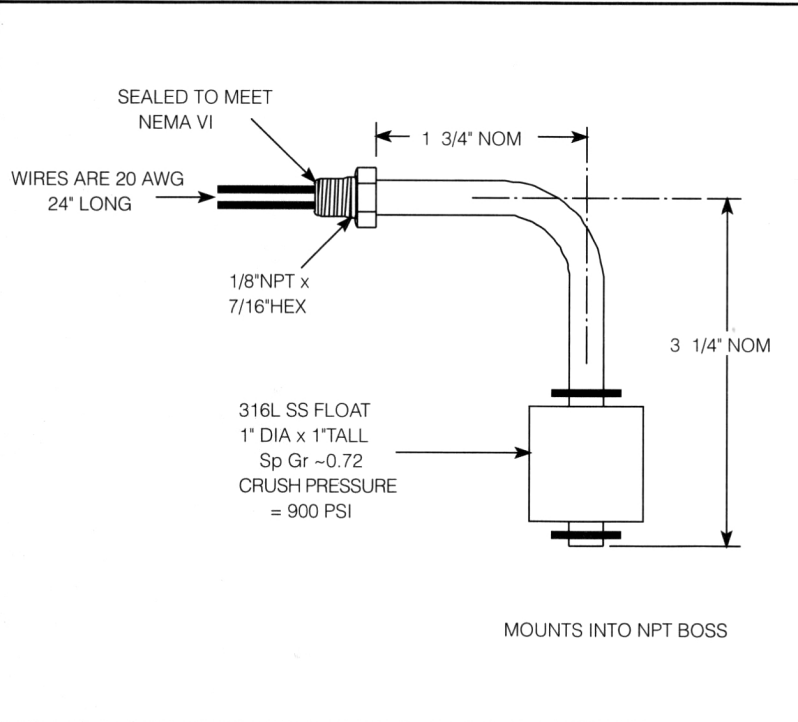 SEALED TO MEET
NEMA VI
1 3/4" NOM
WIRES ARE 20 AWG
24" LONG
1/8"NPT x
7/16"HEX
3 1/4" NOM
316L SS FLOAT
1" DIA x 1"TALL
Sp Gr ~0.72
CRUSH PRESSURE
= 900 PSI
MOUNTS INTO NPT BOSS